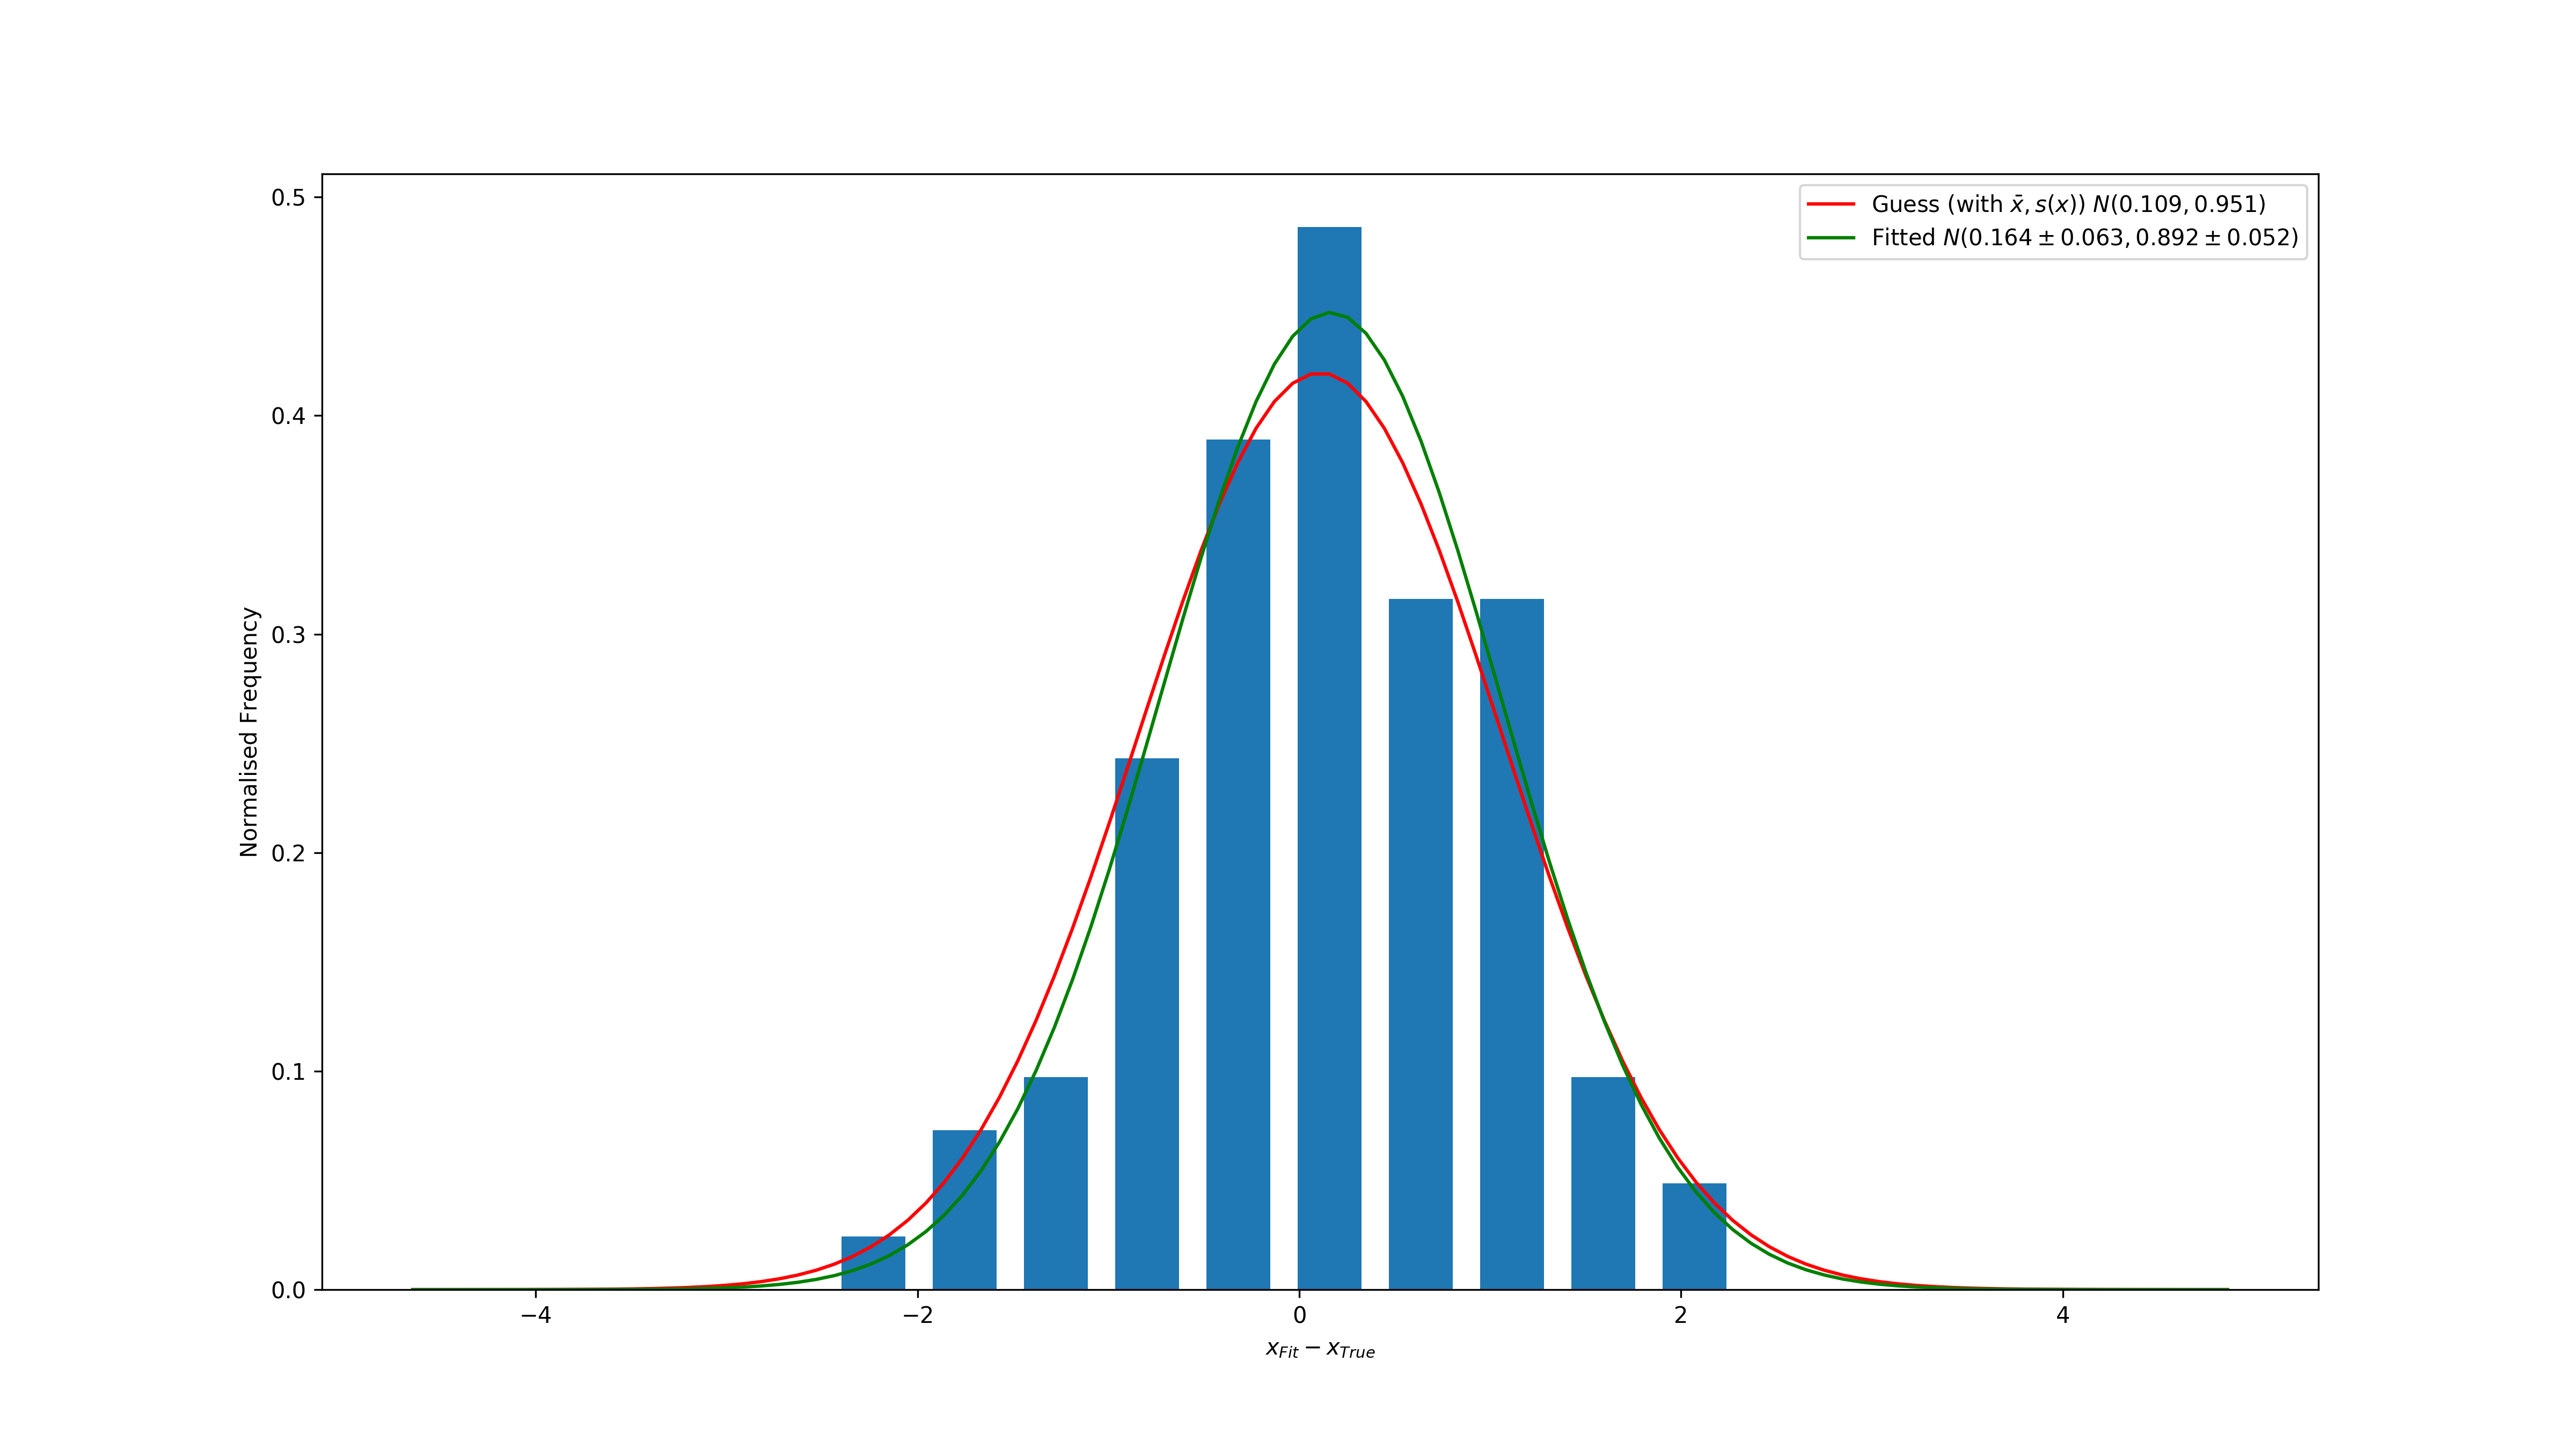 Guess (with x̄, s(x)) N(0.109, 0.951)
Fitted N(0.164 ± 0.063, 0.892 ± 0.052)
Normalised Frequency
0.5
0.4
0.3
0.2
0.1
0.0
−4 −2 0 2 4
x_Fit − x_True